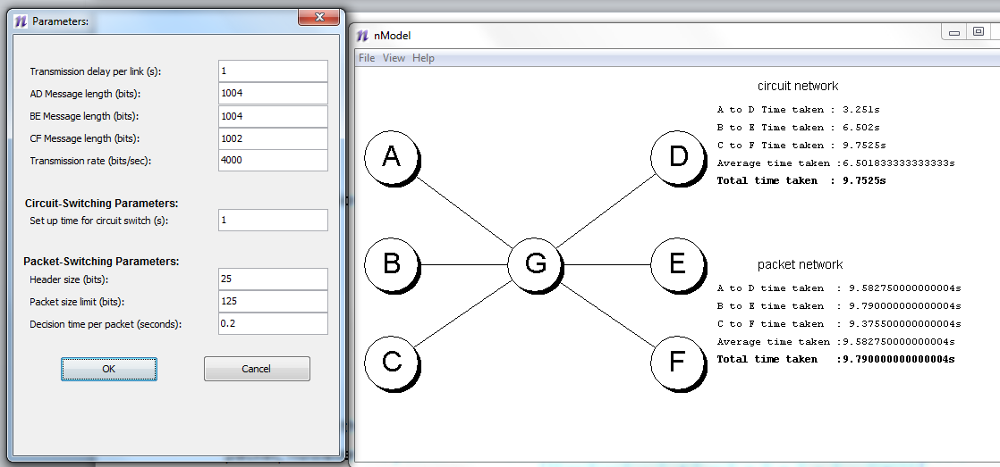 Parameters:
Transmission delay per link (s): 1
AD Message length (bits): 1004
BE Message length (bits): 1004
CF Message length (bits): 1002
Transmission rate (bits/sec): 4000
Circuit-Switching Parameters:
Set up time for circuit switch (s): 1
Packet-Switching Parameters:
Header size (bits): 25
Packet size limit (bits): 125
Decision time per packet (seconds): 0.2
OK Cancel
nModel
File View Help
circuit network
A to D Time taken : 3.251s
B to E Time taken : 6.502s
C to F Time taken : 9.7525s
Average time taken :6.501833333333333s
Total time taken : 9.7525s
A D
B G E
C F
packet network
A to D time taken : 9.582750000000004s
B to E time taken : 9.790000000000004s
C to F time taken : 9.375500000000004s
Average time taken :9.582750000000004s
Total time taken :9.790000000000004s